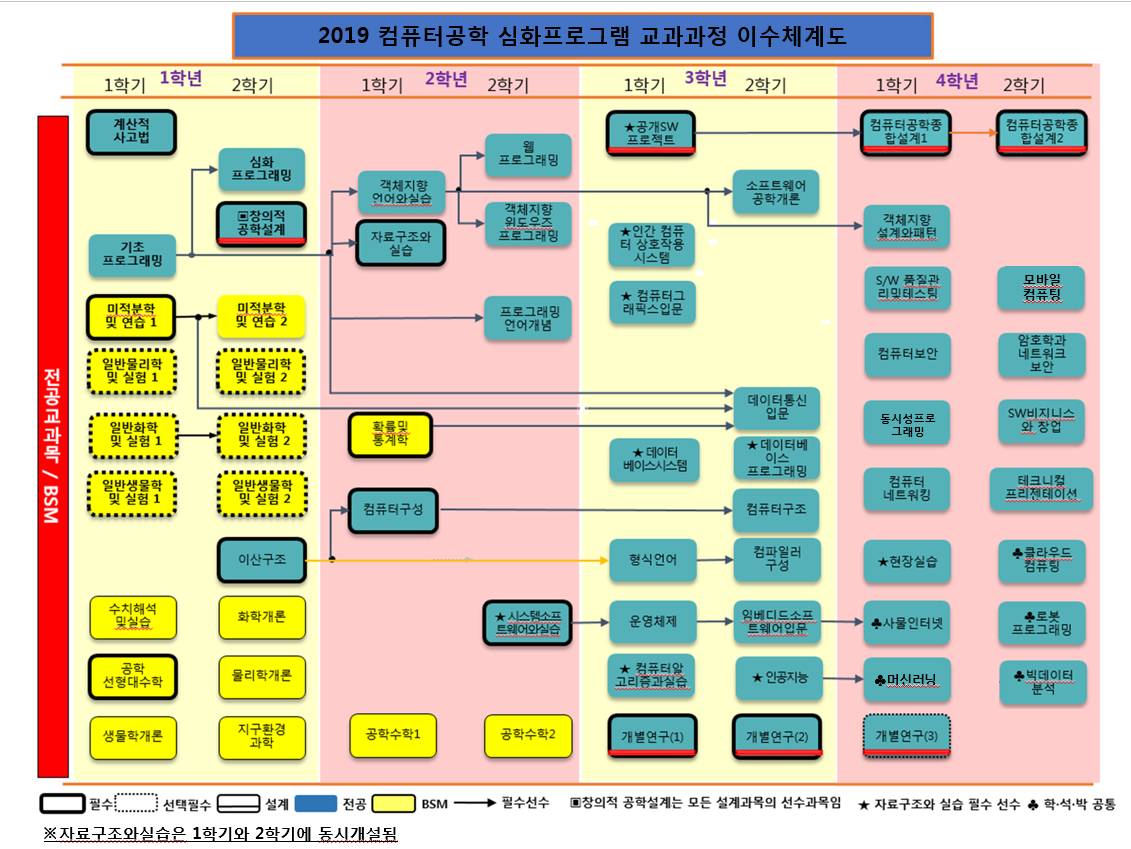 2019 컴퓨터공학 심화프로그램 교과과정 이수체계도
1학년
1학기
2학기
2학년
1학기
2학기
3학년
1학기
2학기
4학년
1학기
2학기
전공교과목 / BSM
계산적
사고법
심화
프로그래밍
▣창의적
공학설계
기초
프로그래밍
미적분학
및 연습 1
미적분학
및 연습 2
일반물리학
및 실험 1
일반물리학
및 실험 2
일반화학
및 실험 1
일반화학
및 실험 2
일반생물학
및 실험 1
일반생물학
및 실험 2
이산구조
수치해석
및실습
화학개론
공학
선형대수학
물리학개론
생물학개론
지구환경
과학
객체지향
언어와실습
자료구조와
실습
웹
프로그래밍
객체지향
윈도우즈
프로그래밍
프로그래밍
언어개념
확률및
통계학
컴퓨터구성
★시스템소프
트웨어와실습
공학수학1
공학수학2
★공개SW
프로젝트
소프트웨어
공학개론
★인간 컴퓨
터 상호작용
시스템
★ 컴퓨터그
래픽스입문
데이터통신
입문
★ 데이터
베이스시스템
★데이터베
이스
프로그래밍
컴퓨터구조
형식언어
컴파일러
구성
운영체제
임베디드소프
트웨어입문
★ 컴퓨터알
고리즘과실습
★인공지능
개별연구(1)
개별연구(2)
컴퓨터공학종
합설계1
컴퓨터공학종
합설계2
객체지향
설계와패턴
S/W 품질관
리및테스팅
모바일
컴퓨팅
컴퓨터보안
암호학과
네트워크
보안
동시성프로
그래밍
SW비지니스
와 창업
컴퓨터
네트워킹
테크니컬
프리젠테이션
★현장실습
♣클라우드
컴퓨팅
♣사물인터넷
♣로봇
프로그래밍
♣머신러닝
♣빅데이터
분석
개별연구(3)
필수
선택필수
설계
전공
BSM
필수선수
▣창의적 공학설계는 모든 설계과목의 선수과목임
★ 자료구조와 실습 필수 선수
♣ 학·석·박 공통
※자료구조와실습은 1학기와 2학기에 동시개설됨